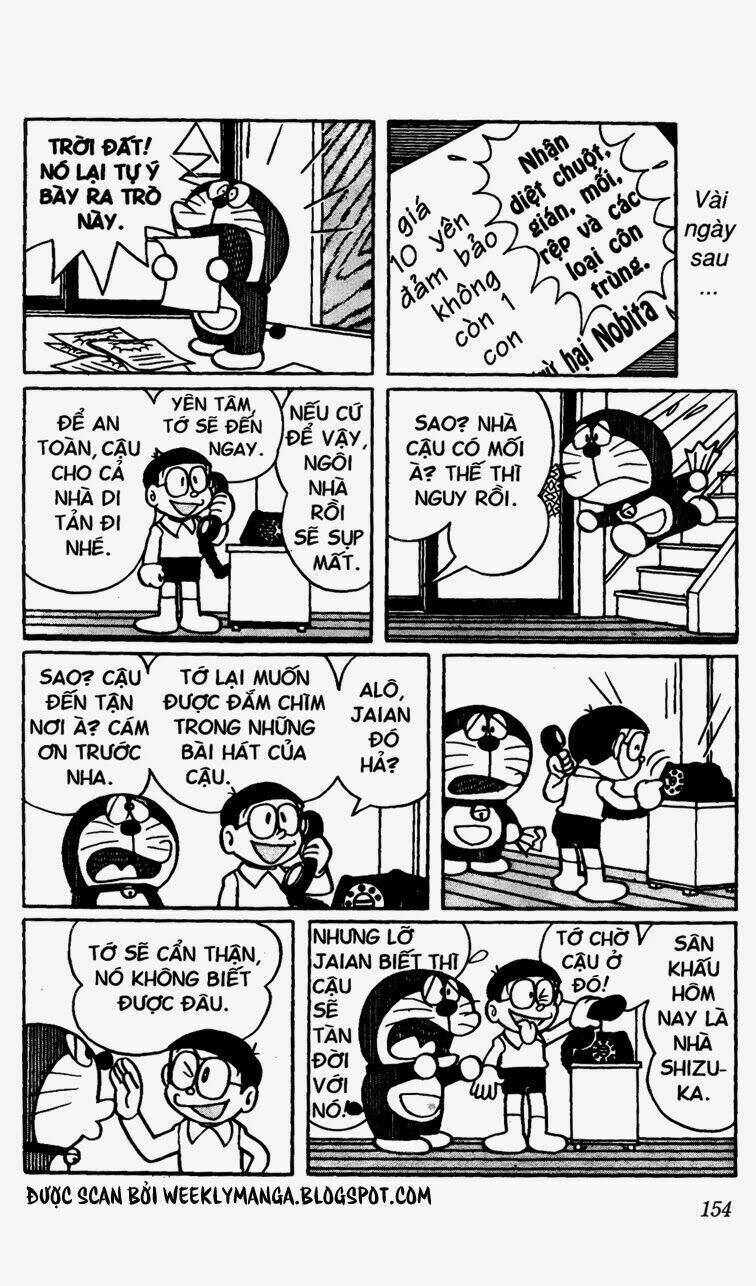 Vài
ngày
sau
...
Nhận
diệt chuột,
gián, mối,
rệp và các
loại côn
trùng.
giá
10 yên
đảm bảo
không
còn 1
con
hại Nobita
TRỜI ĐẤT!
NÓ LẠI TỰ Ý
BÀY RA TRÒ
NÀY.
SAO? NHÀ
CẬU CÓ MỐI
À? THẾ THÌ
NGUY RỒI.
NẾU CỨ
ĐỂ VẬY,
NGÔI
NHÀ
RỒI
SẼ SỤP
MẤT.
YÊN TÂM,
TỚ SẼ ĐẾN
NGAY.
ĐỂ AN
TOÀN, CẬU
CHO CẢ
NHÀ DI
TẢN ĐI
NHÉ.
ALÔ,
JAIAN
ĐÓ
HẢ?
TỚ LẠI MUỐN
ĐƯỢC ĐẮM CHÌM
TRONG NHỮNG
BÀI HÁT CỦA
CẬU.
SAO? CẬU
ĐẾN TẬN
NƠI À? CÁM
ƠN TRƯỚC
NHA.
SÂN
KHẤU
HÔM
NAY LÀ
NHÀ
SHIZU-
KA.
TỚ CHỜ
CẬU Ở
ĐÓ!
NHƯNG LỠ
JAIAN BIẾT THÌ
CẬU
SẼ
TÀN
ĐỜI
VỚI
NÓ!
TỚ SẼ CẨN THẬN,
NÓ KHÔNG BIẾT
ĐƯỢC ĐÂU.
ĐƯỢC SCAN BỞI WEEKLYMANGA.BLOGSPOT.COM
154